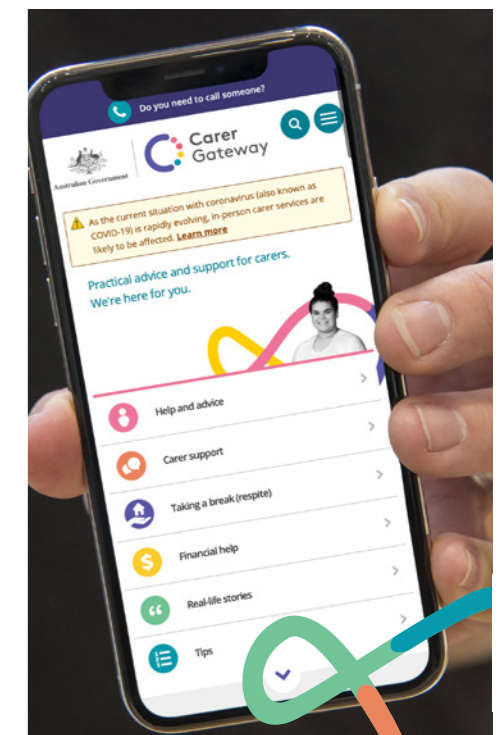 Do you need to call someone?
Australian Government
Carer
Gateway
As the current situation with coronavirus (also known as
COVID-19) is rapidly evolving, in-person carer services are
likely to be affected. Learn more
Practical advice and support for carers.
We're here for you.
Help and advice
Carer support
Taking a break (respite)
Financial help
Real-life stories
Tips